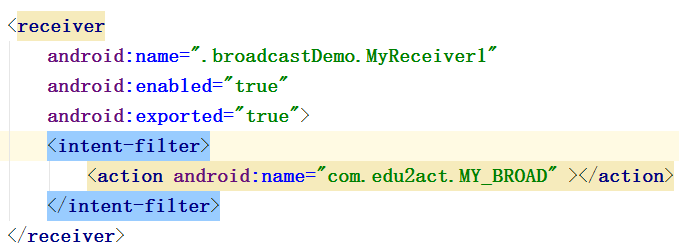 <receiver
android:name=".broadcastDemo.MyReceiver1"
android:enabled="true"
android:exported="true">
<intent-filter>
<action android:name="com.edu2act.MY_BROAD" ></action>
</intent-filter>
</receiver>